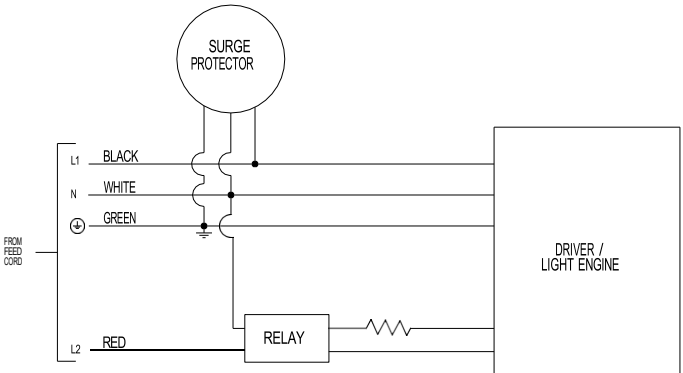 SURGE
PROTECTOR
L1 BLACK
N WHITE
GREEN
FROM
FEED
CORD
DRIVER /
LIGHT ENGINE
RELAY
L2 RED